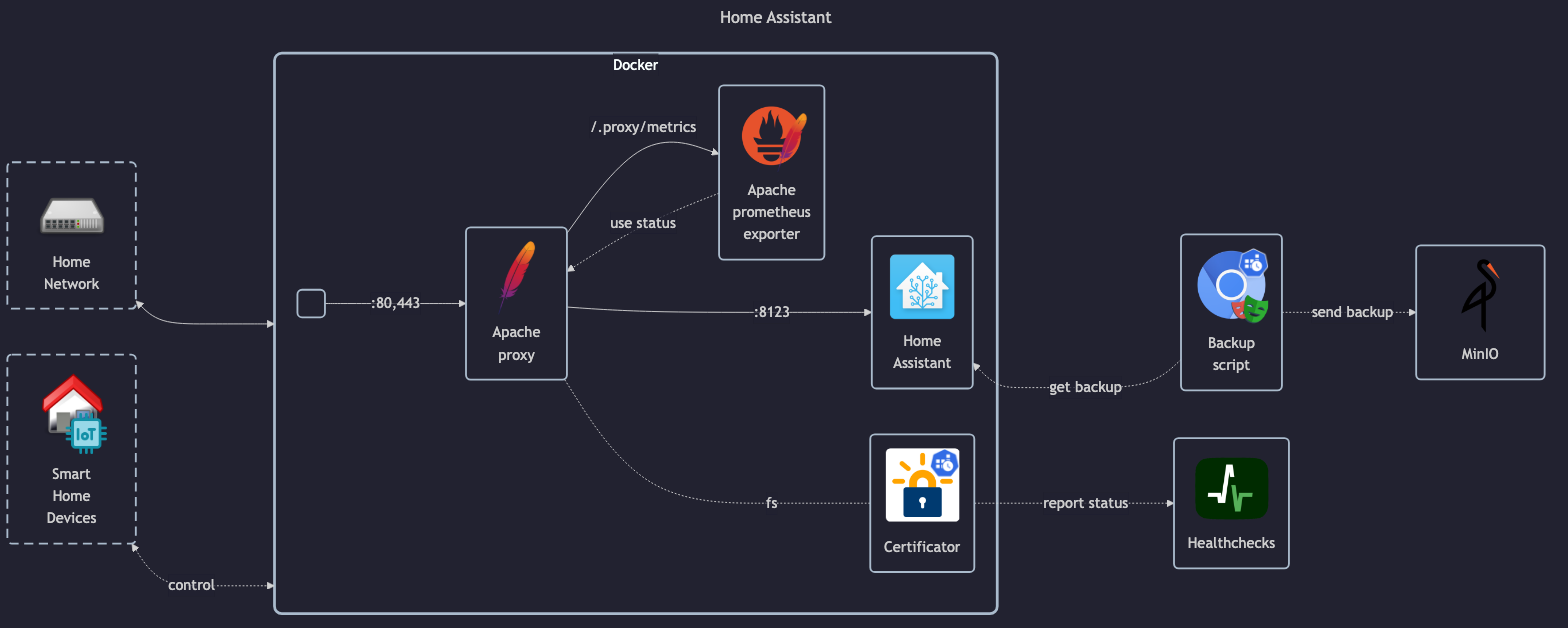 Home Assistant
Docker
/.proxy/metrics
Apache
prometheus
exporter
use status
Home
Network
:80,443
Apache
proxy
:8123
Home
Assistant
Backup
script
send backup
MinIO
get backup
IoT
Smart
Home
Devices
fs
Certificator
report status
Healthchecks
control